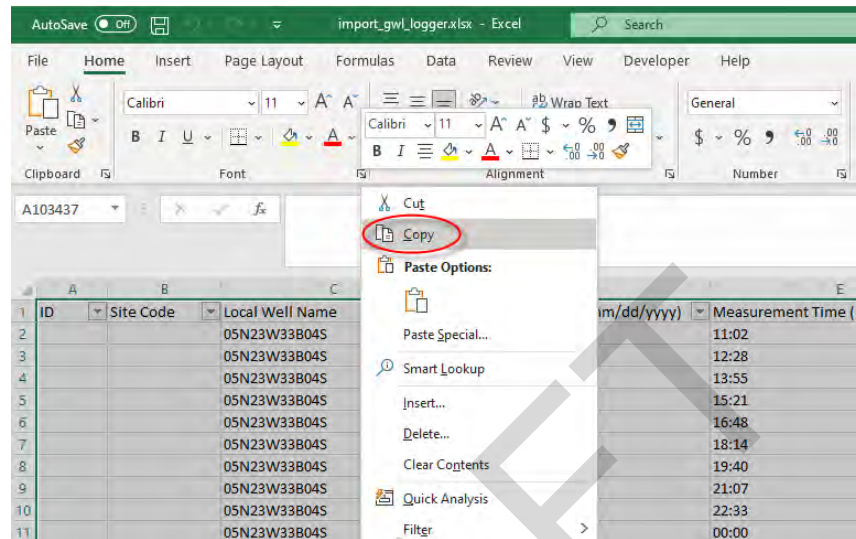 AutoSave Off import_gwl_logger.xlsx - Excel Search
File Home Insert Page Layout Formulas Data Review View Developer Help
Calibri 11 A^ A˅ ab Wrap Text General
Paste B I U A $ % 9 .00
Calibri 11 A^ A˅ $ % 9
B I A .00
Clipboard Font Alignment Number
A103437 fx
Cut
Copy
Paste Options:
Paste Special...
Smart Lookup
Insert...
Delete...
Clear Contents
Quick Analysis
Filter
A B C E
1 ID Site Code Local Well Name m/dd/yyyy) Measurement Time (
2 05N23W33B04S 11:02
3 05N23W33B04S 12:28
4 05N23W33B04S 13:55
5 05N23W33B04S 15:21
6 05N23W33B04S 16:48
7 05N23W33B04S 18:14
8 05N23W33B04S 19:40
9 05N23W33B04S 21:07
10 05N23W33B04S 22:33
11 05N23W33B04S 00:00